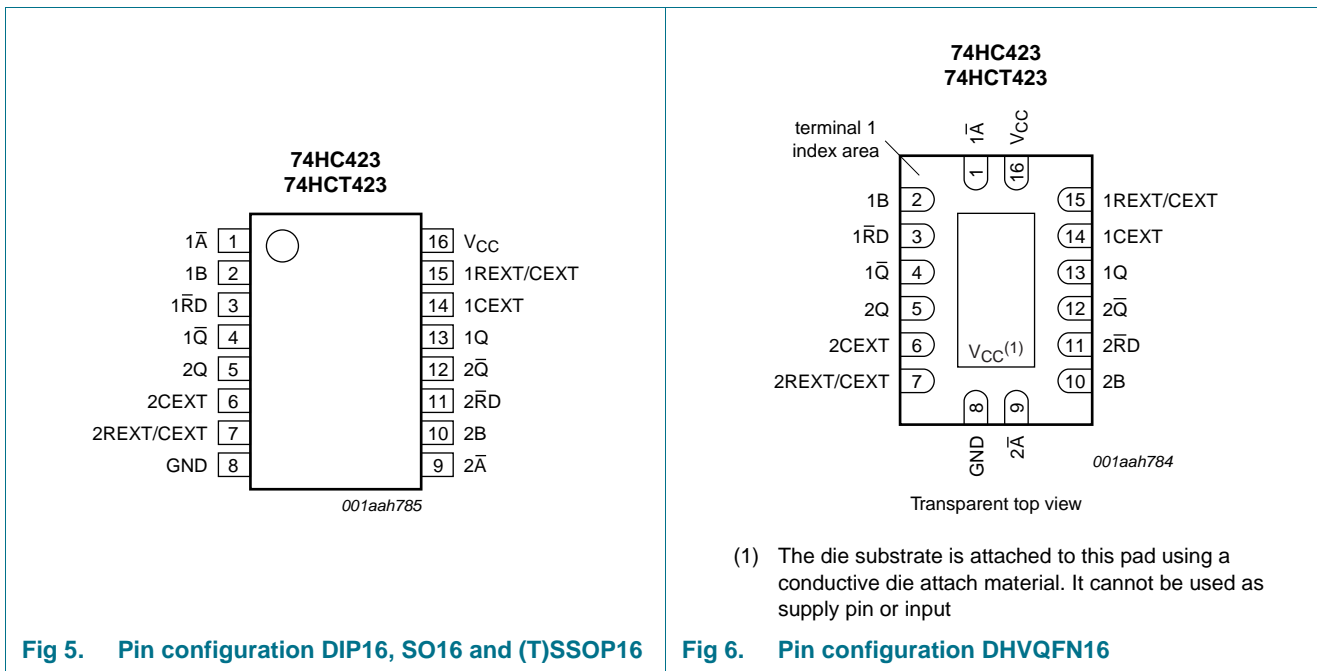 74HC423
74HCT423
1A̅ 1
1B 2
1R̅D 3
1Q̅ 4
2Q 5
2CEXT 6
2REXT/CEXT 7
GND 8
16 VCC
15 1REXT/CEXT
14 1CEXT
13 1Q
12 2Q̅
11 2R̅D
10 2B
9 2A̅
001aah785
Fig 5. Pin configuration DIP16, SO16 and (T)SSOP16
74HC423
74HCT423
terminal 1
index area
1A̅
VCC
1
16
1B 2
1R̅D 3
1Q̅ 4
2Q 5
2CEXT 6
2REXT/CEXT 7
15 1REXT/CEXT
14 1CEXT
13 1Q
12 2Q̅
11 2R̅D
10 2B
VCC(1)
8
9
GND
2A̅
001aah784
Transparent top view
(1) The die substrate is attached to this pad using a
conductive die attach material. It cannot be used as
supply pin or input
Fig 6. Pin configuration DHVQFN16